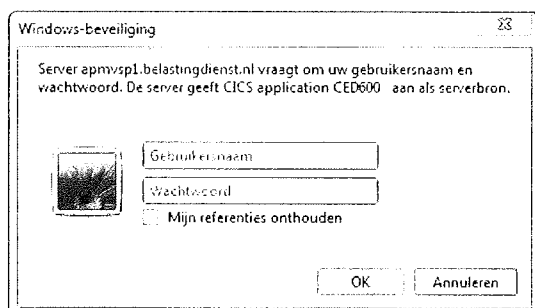 Windows-beveiliging
Server apmvsp1.belastingdienst.nl vraagt om uw gebruikersnaam en
wachtwoord. De server geeft CICS application CED600 aan als serverbron.
Gebruikersnaam
Wachtwoord
Mijn referenties onthouden
OK Annuleren